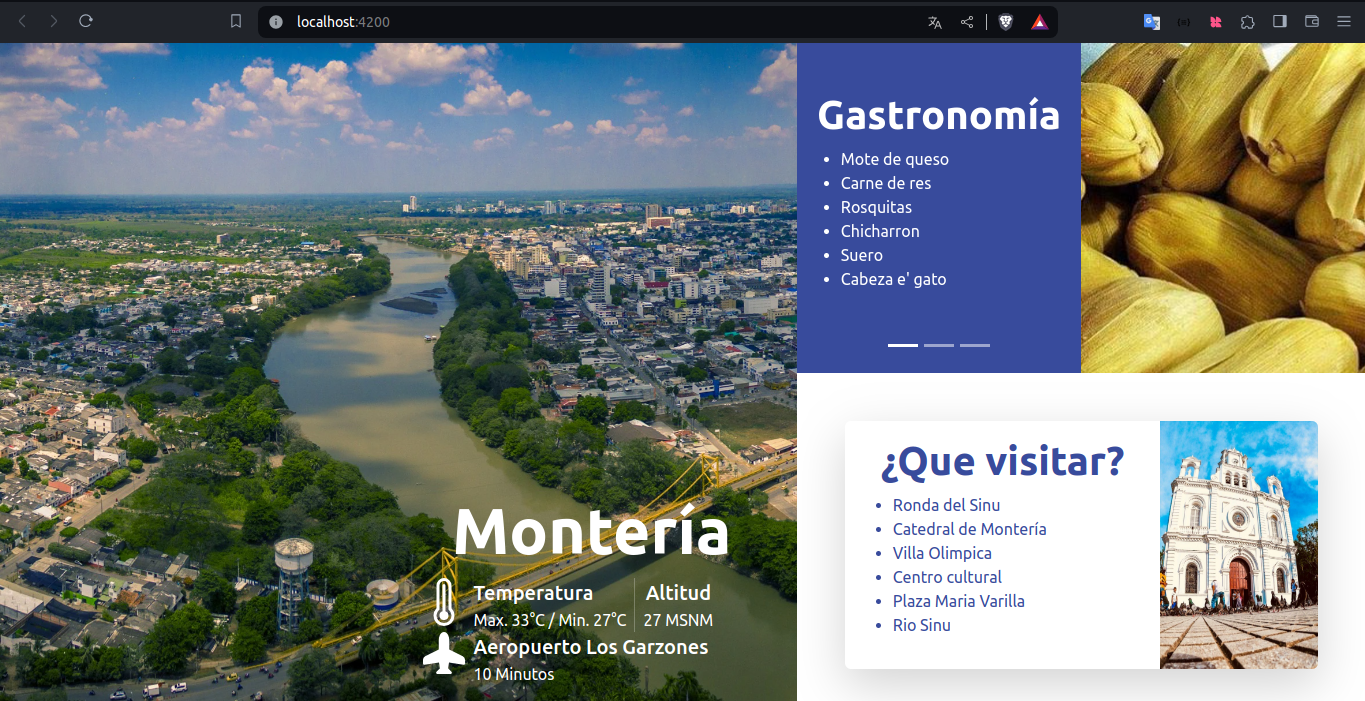 localhost:4200
Montería
Temperatura
Max. 33°C / Min. 27°C
Altitud
27 MSNM
Aeropuerto Los Garzones
10 Minutos
Gastronomía
Mote de queso
Carne de res
Rosquitas
Chicharron
Suero
Cabeza e' gato
¿Que visitar?
Ronda del Sinu
Catedral de Montería
Villa Olimpica
Centro cultural
Plaza Maria Varilla
Rio Sinu